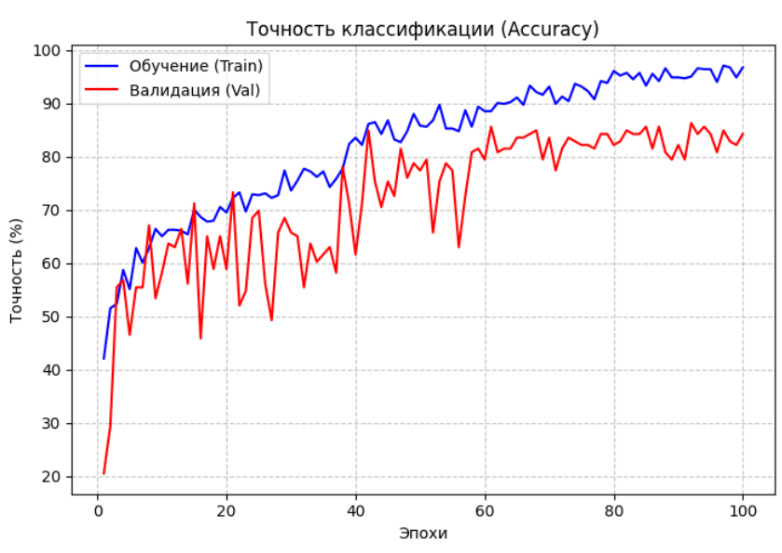 Точность классификации (Accuracy)
Обучение (Train)
Валидация (Val)
Точность (%)
100
90
80
70
60
50
40
30
20
0 20 40 60 80 100
Эпохи